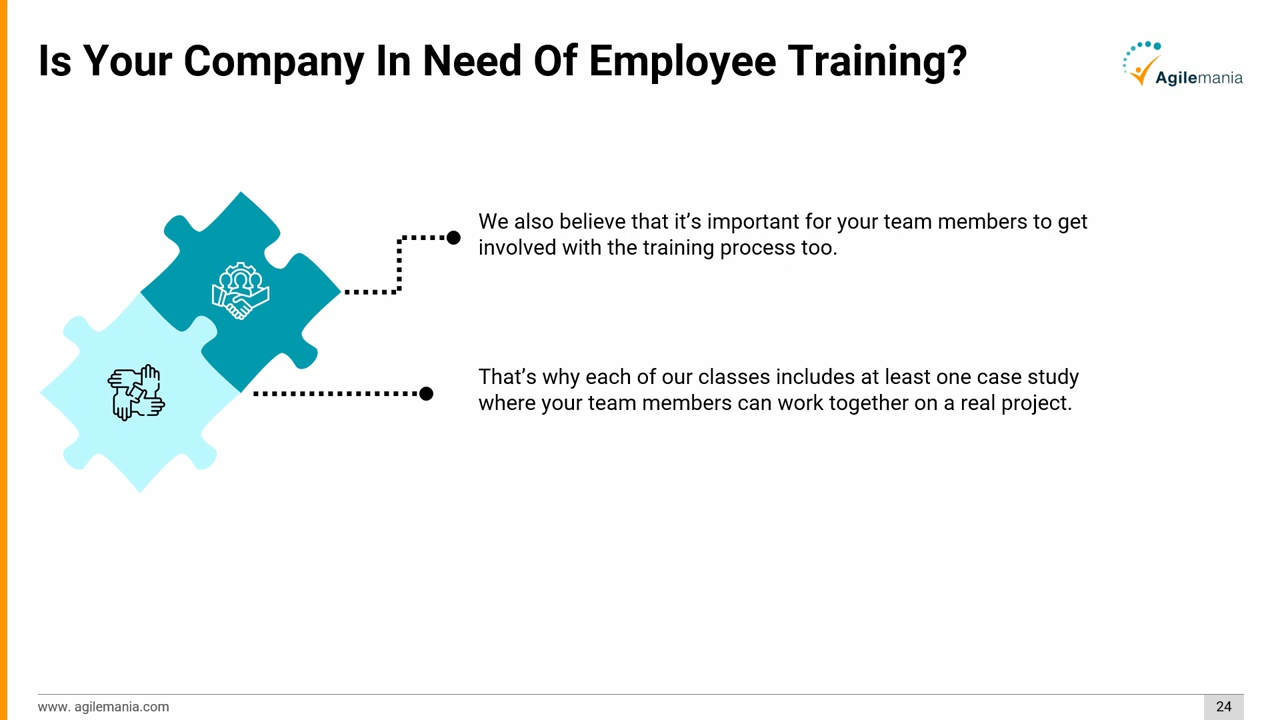 Is Your Company In Need Of Employee Training?
Agilemania
We also believe that it’s important for your team members to get
involved with the training process too.
That’s why each of our classes includes at least one case study
where your team members can work together on a real project.
www. agilemania.com
24